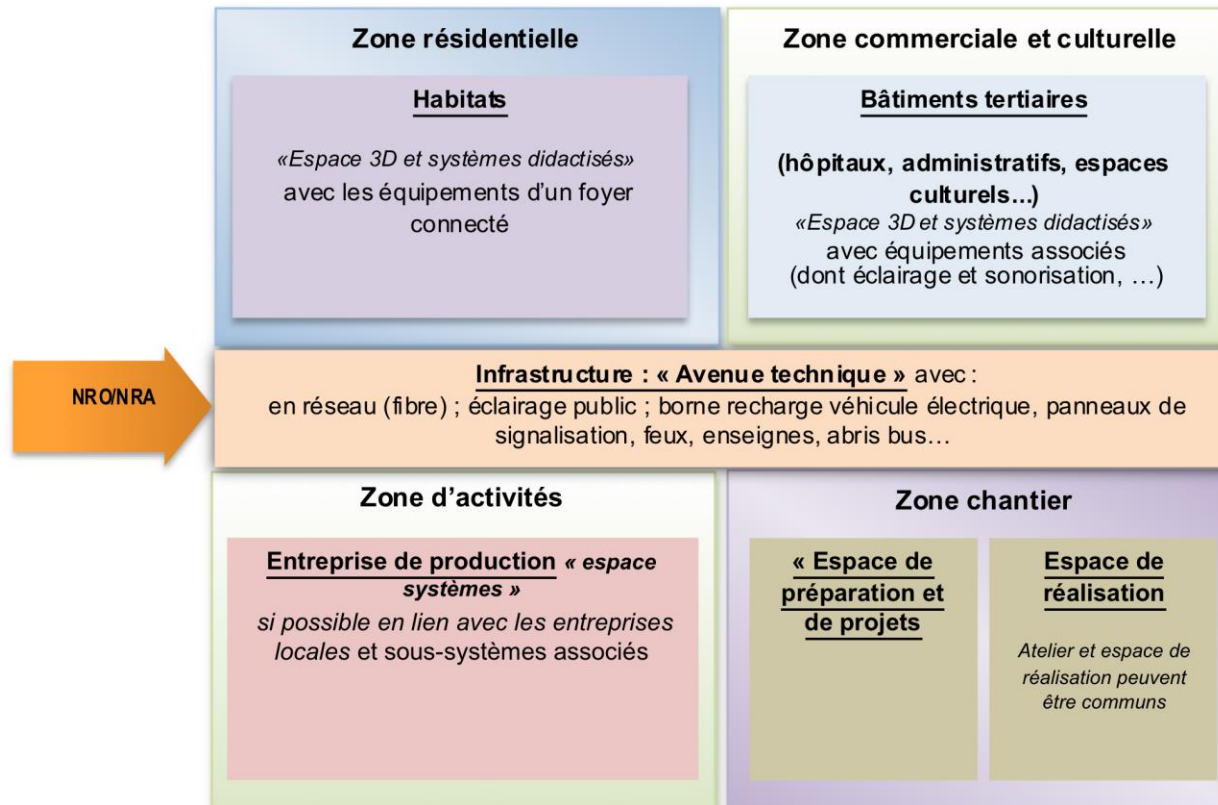 Zone résidentielle
Habitats
«Espace 3D et systèmes didactisés»
avec les équipements d'un foyer
connecté
Zone commerciale et culturelle
Bâtiments tertiaires
(hôpitaux, administratifs, espaces
culturels...)
«Espace 3D et systèmes didactisés»
avec équipements associés
(dont éclairage et sonorisation, …)
NRO/NRA
Infrastructure : « Avenue technique » avec :
en réseau (fibre) ; éclairage public ; borne recharge véhicule électrique, panneaux de
signalisation, feux, enseignes, abris bus…
Zone d'activités
Entreprise de production « espace
systèmes »
si possible en lien avec les entreprises
locales et sous-systèmes associés
Zone chantier
« Espace de
préparation et
de projets
Espace de
réalisation
Atelier et espace de
réalisation peuvent
être communs